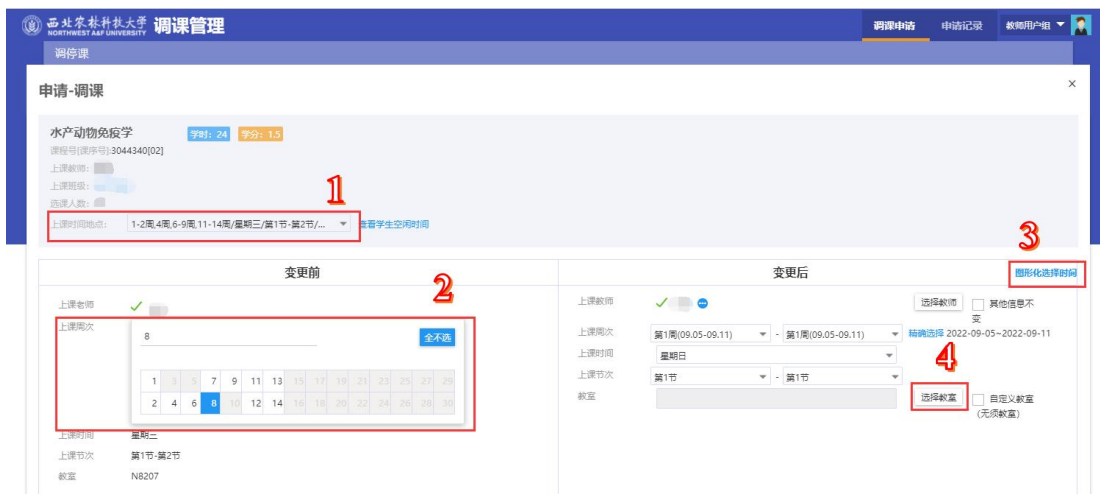 西北农林科技大学 NORTHWEST A&F UNIVERSITY 调课管理 调课申请 申请记录 教师用户组
调停课
申请-调课 ×
水产动物免疫学 学时: 24 学分: 1.5
课程号[课序号]:3044340[02]
上课教师:
上课班级:
选课人数:
1
上课时间地点: 1-2周,4周,6-9周,11-14周/星期三/第1节-第2节/... 查看学生空闲时间
3
变更前 变更后 图形化选择时间
2
上课老师 上课教师 选择教师 其他信息不变
上课周次 8 全不选 上课周次 第1周(09.05-09.11) - 第1周(09.05-09.11) 精确选择 2022-09-05~2022-09-11
上课时间 星期日
4
1 3 5 7 9 11 13 15 17 19 21 23 25 27 29 上课节次 第1节 - 第1节
2 4 6 8 10 12 14 16 18 20 22 24 26 28 30 教室 选择教室 自定义教室
(无须教室)
上课时间 星期三
上课节次 第1节-第2节
教室 N8207